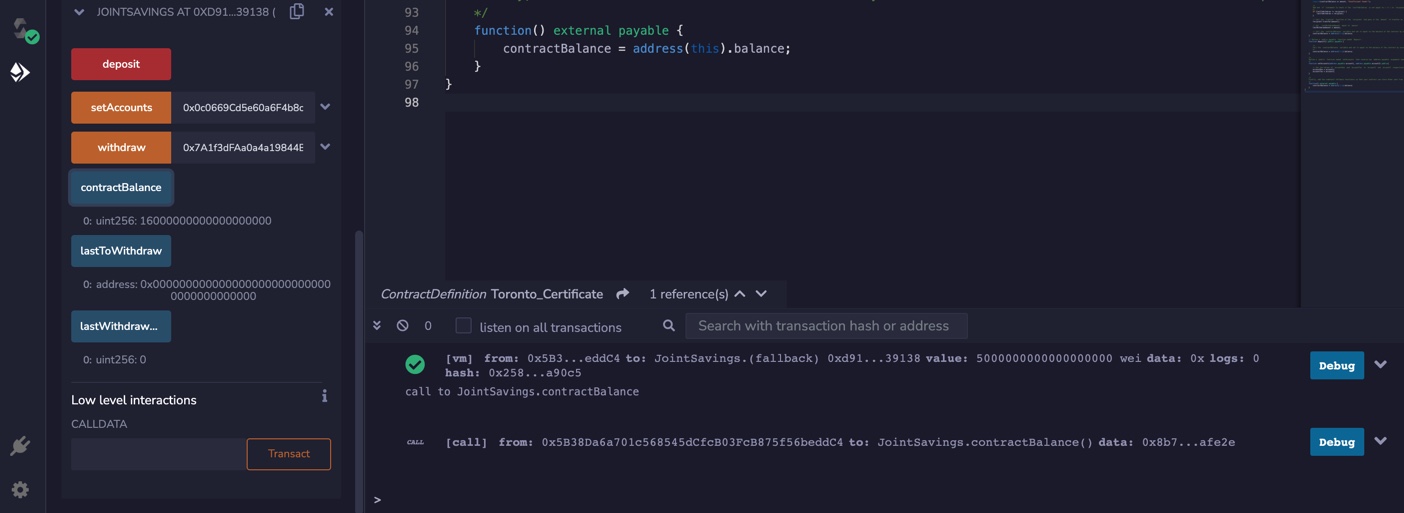 JOINTSAVINGS AT 0XD91...39138 (
deposit
setAccounts 0x0c0669Cd5e60a6F4b8c
withdraw 0x7A1f3dFAa0a4a19844E
contractBalance
0: uint256: 16000000000000000000
lastToWithdraw
0: address: 0x00000000000000000000000000
0000000000000
lastWithdraw...
0: uint256: 0
Low level interactions
CALLDATA
Transact
93 */
94 function() external payable {
95 contractBalance = address(this).balance;
96 }
97 }
98
ContractDefinition Toronto_Certificate 1 reference(s)
0 listen on all transactions Search with transaction hash or address
[vm] from: 0x5B3...eddC4 to: JointSavings.(fallback) 0xd91...39138 value: 5000000000000000000 wei data: 0x logs: 0
hash: 0x258...a90c5
Debug
call to JointSavings.contractBalance
CALL [call] from: 0x5B38Da6a701c568545dCfcB03FcB875f56beddC4 to: JointSavings.contractBalance() data: 0x8b7...afe2e
Debug
>